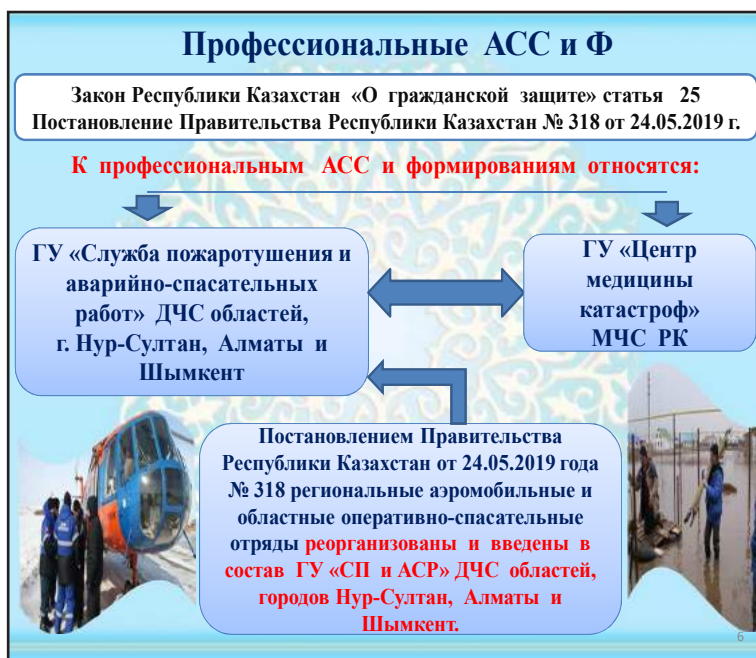 Профессиональные АСС и Ф
Закон Республики Казахстан «О гражданской защите» статья 25
Постановление Правительства Республики Казахстан № 318 от 24.05.2019 г.
К профессиональным АСС и формированиям относятся:
ГУ «Служба пожаротушения и
аварийно-спасательных
работ» ДЧС областей,
г. Нур-Султан, Алматы и
Шымкент
ГУ «Центр
медицины
катастроф»
МЧС РК
Постановлением Правительства
Республики Казахстан от 24.05.2019 года
№ 318 региональные аэромобильные и
областные оперативно-спасательные
отряды реорганизованы и введены в
состав ГУ «СП и АСР» ДЧС областей,
городов Нур-Султан, Алматы и
Шымкент.
6